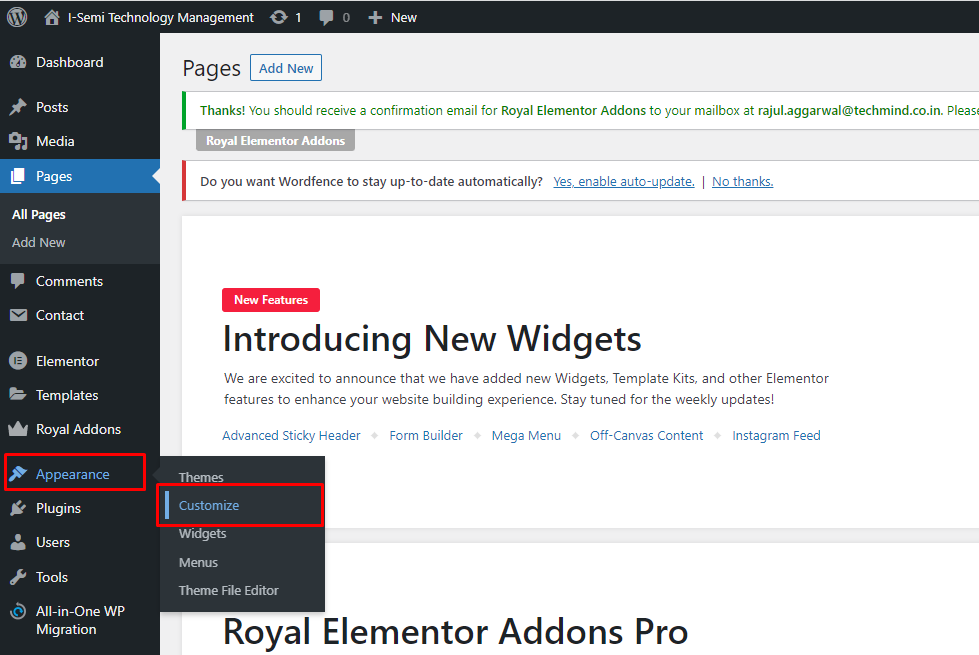 I-Semi Technology Management 1 0 + New
Dashboard
Posts
Media
Pages
All Pages
Add New
Comments
Contact
Elementor
Templates
Royal Addons
Appearance
Plugins
Users
Tools
All-in-One WP
Migration
Themes
Customize
Widgets
Menus
Theme File Editor
Pages Add New
Thanks! You should receive a confirmation email for Royal Elementor Addons to your mailbox at rajul.aggarwal@techmind.co.in. Please
Royal Elementor Addons
Do you want Wordfence to stay up-to-date automatically? Yes, enable auto-update. | No thanks.
New Features
Introducing New Widgets
We are excited to announce that we have added new Widgets, Template Kits, and other Elementor
features to enhance your website building experience. Stay tuned for the weekly updates!
Advanced Sticky Header Form Builder Mega Menu Off-Canvas Content Instagram Feed
Royal Elementor Addons Pro